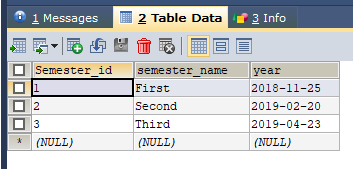 1 Messages 2 Table Data 3 Info
Semester_id semester_name year
1 First 2018-11-25
2 Second 2019-02-20
3 Third 2019-04-23
* (NULL) (NULL) (NULL)